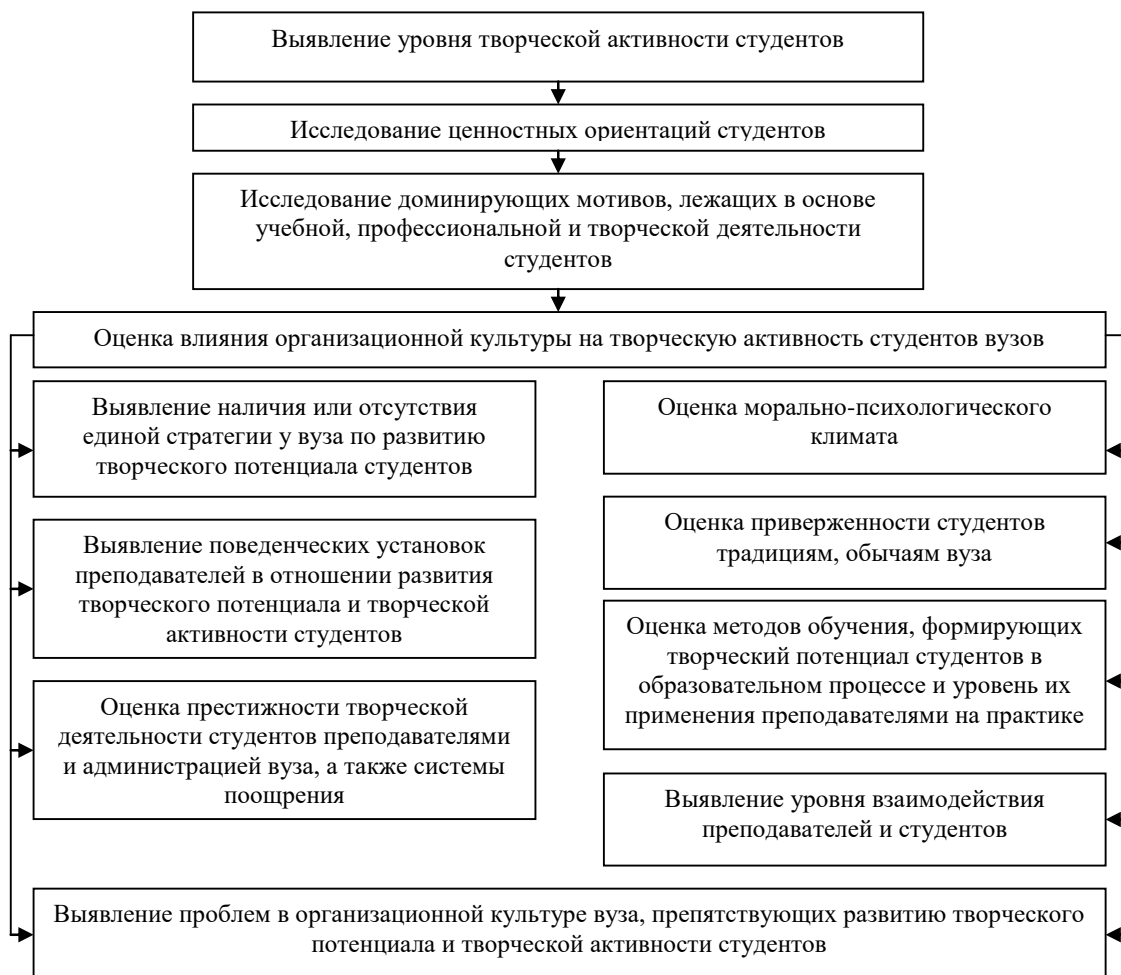 Выявление уровня творческой активности студентов
Исследование ценностных ориентаций студентов
Исследование доминирующих мотивов, лежащих в основе
учебной, профессиональной и творческой деятельности
студентов
Оценка влияния организационной культуры на творческую активность студентов вузов
Выявление наличия или отсутствия
единой стратегии у вуза по развитию
творческого потенциала студентов
Выявление поведенческих установок
преподавателей в отношении развития
творческого потенциала и творческой
активности студентов
Оценка престижности творческой
деятельности студентов преподавателями
и администрацией вуза, а также системы
поощрения
Оценка морально-психологического
климата
Оценка приверженности студентов
традициям, обычаям вуза
Оценка методов обучения, формирующих
творческий потенциал студентов в
образовательном процессе и уровень их
применения преподавателями на практике
Выявление уровня взаимодействия
преподавателей и студентов
Выявление проблем в организационной культуре вуза, препятствующих развитию творческого
потенциала и творческой активности студентов